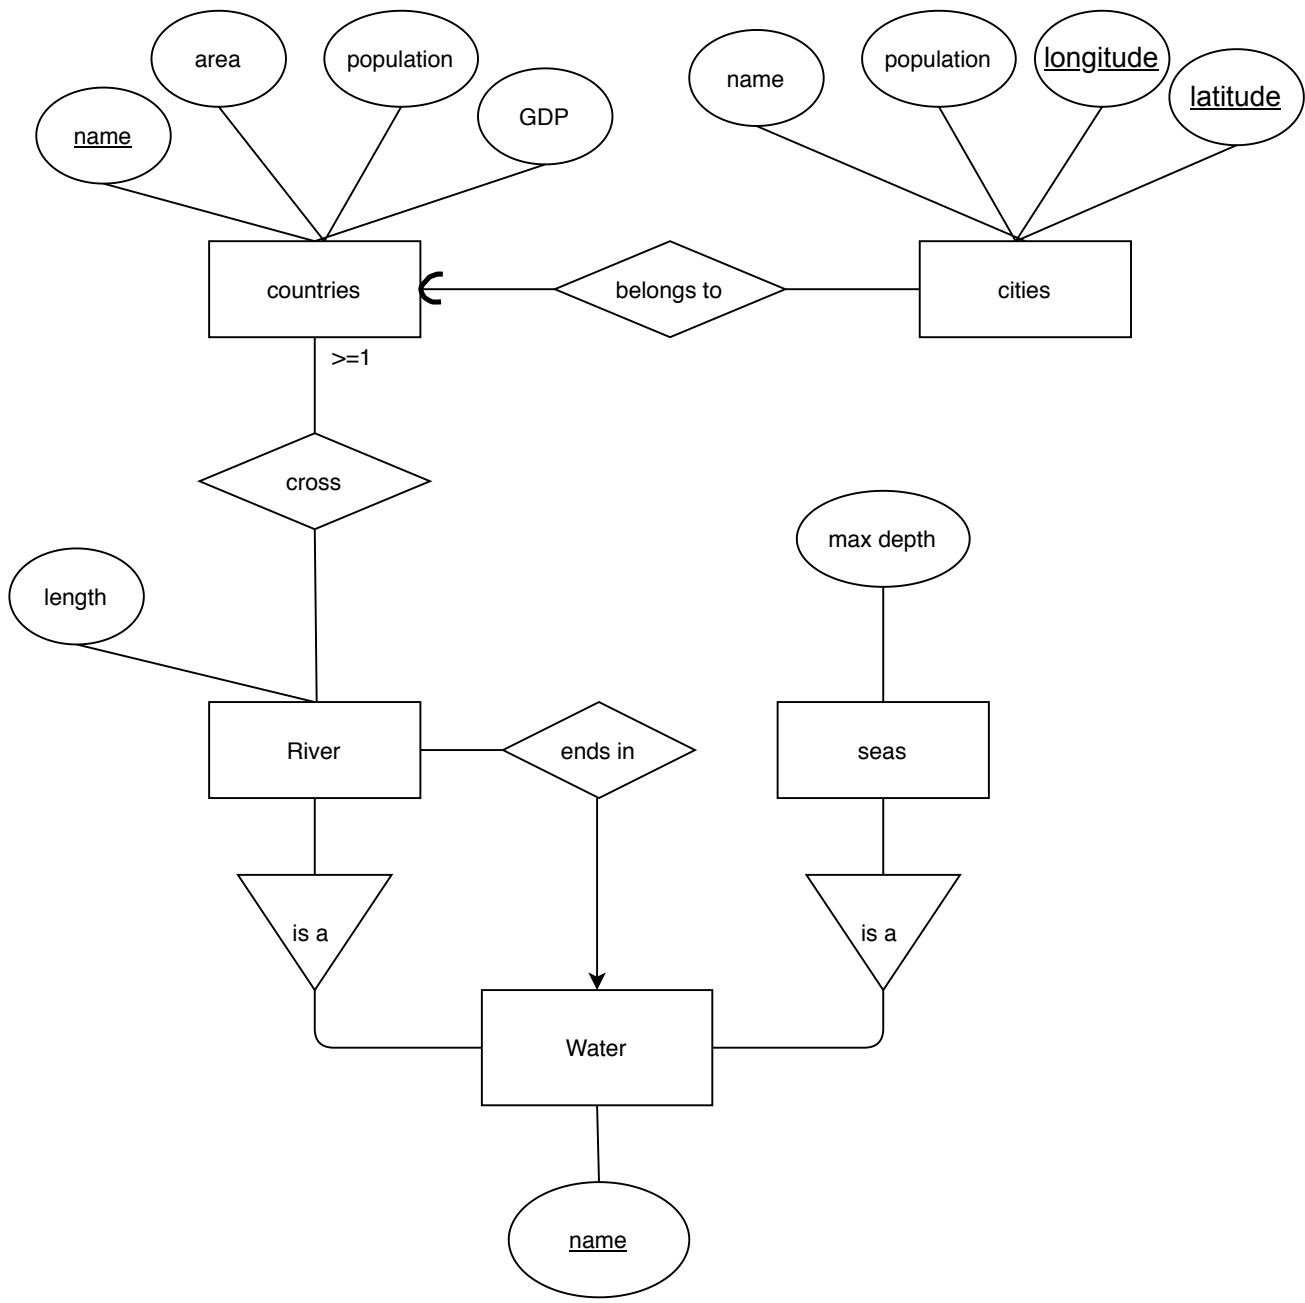 area
population
name
GDP
name
population
longitude
latitude
countries
belongs to
cities
>=1
cross
max depth
length
River
ends in
seas
is a
is a
Water
name